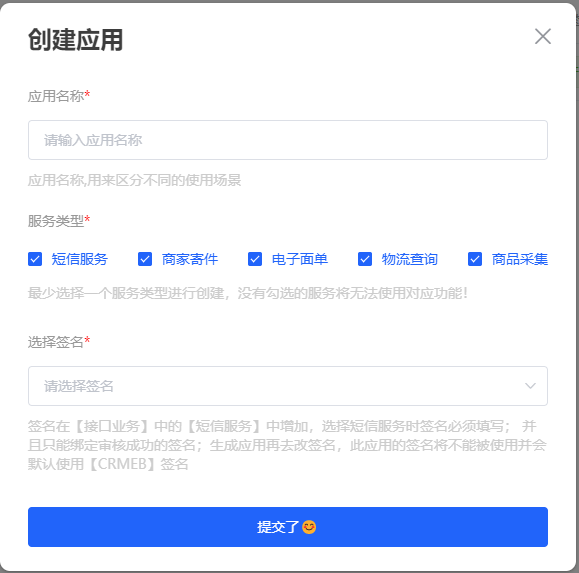 创建应用
应用名称*
请输入应用名称
应用名称,用来区分不同的使用场景
服务类型*
短信服务 商家寄件 电子面单 物流查询 商品采集
最少选择一个服务类型进行创建，没有勾选的服务将无法使用对应功能！
选择签名*
请选择签名
签名在【接口业务】中的【短信服务】中增加，选择短信服务时签名必须填写； 并
且只能绑定审核成功的签名；生成应用再去改签名，此应用的签名将不能被使用并会
默认使用【CRMEB】签名
提交了😊